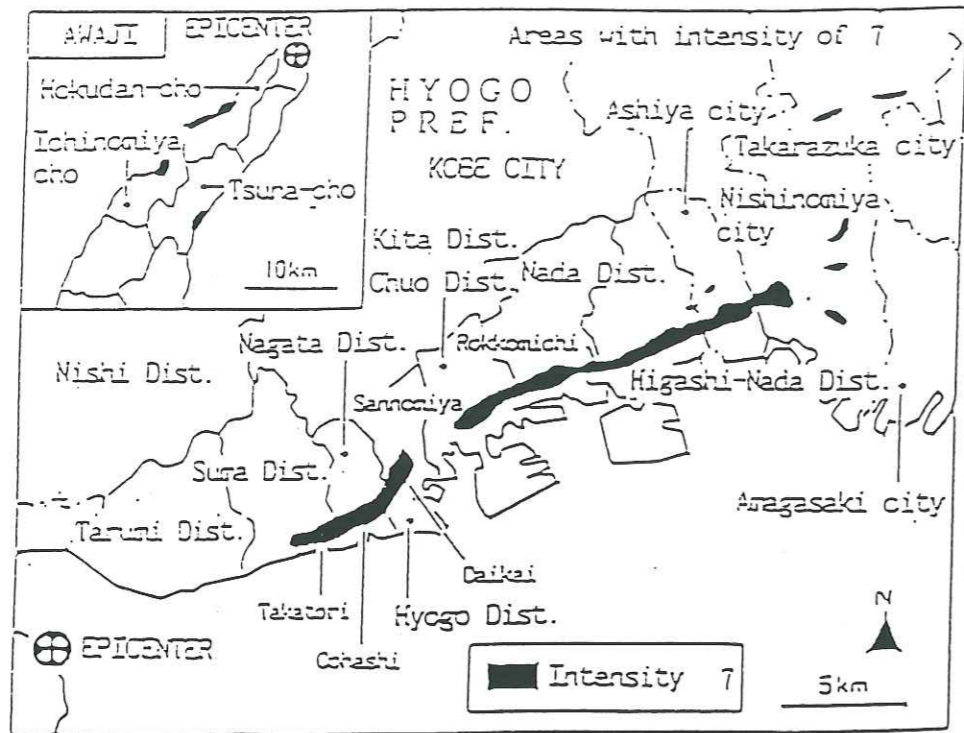 AWAJI
EPICENTER
Hokudan-cho
Ichinomiya
cho
Tsuna-cho
10km
Areas with intensity of 7
HYOGO
PREF.
KOBE CITY
Ashiya city
Takarazuka city
Nishinomiya
city
Kita Dist.
Chuo Dist.
Nada Dist.
Nagata Dist.
Rokkomichi
Nishi Dist.
Sannomiya
Higashi-Nada Dist.
Suma Dist.
Tarumi Dist.
Amagasaki city
Daikai
Takatori
Hyogo Dist.
Oohashi
EPICENTER
N
Intensity 7
5km